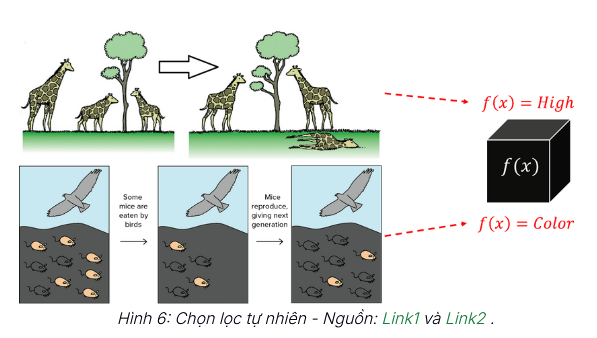 f(x) = High
f(x)
f(x) = Color
Some
mice are
eaten by
birds
Mice
reproduce,
giving next
generation
Hình 6: Chọn lọc tự nhiên - Nguồn: Link1 và Link2 .